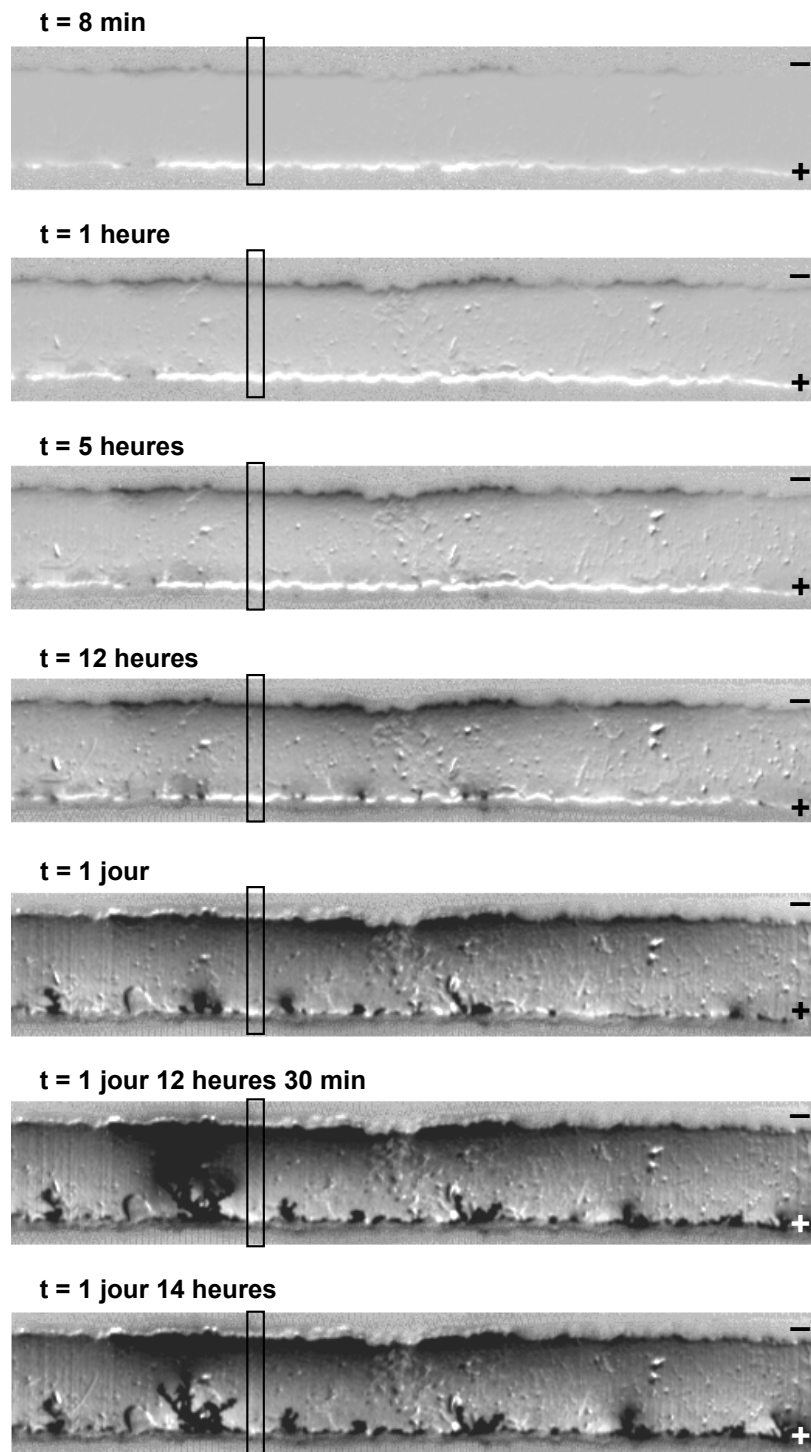 t = 8 min
−
+
t = 1 heure
−
+
t = 5 heures
−
+
t = 12 heures
−
+
t = 1 jour
−
+
t = 1 jour 12 heures 30 min
−
+
t = 1 jour 14 heures
−
+